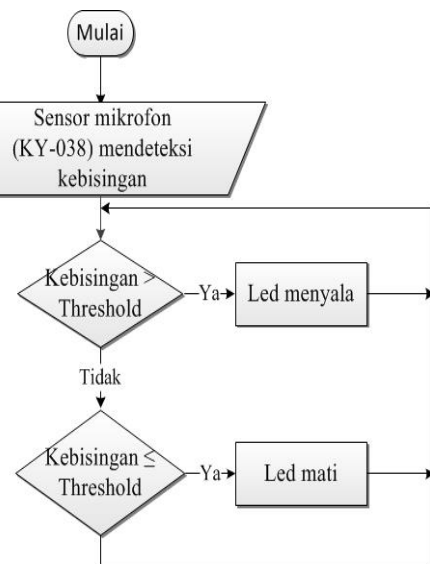 Mulai
Sensor mikrofon
(KY-038) mendeteksi
kebisingan
Kebisingan >
Threshold
Ya
Led menyala
Tidak
Kebisingan ≤
Threshold
Ya
Led mati